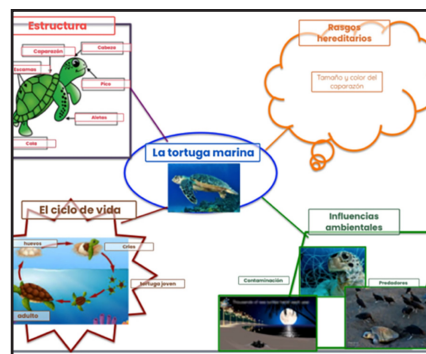 Estructura
Cabeza
Caparazón
Escamas
Pico
Aletas
Cola
Rasgos
hereditarios
Tamaño y color del
caparazón
La tortuga marina
El ciclo de vida
huevos
Crías
tortuga joven
adulto
Influencias
ambientales
Contaminación
Predadores